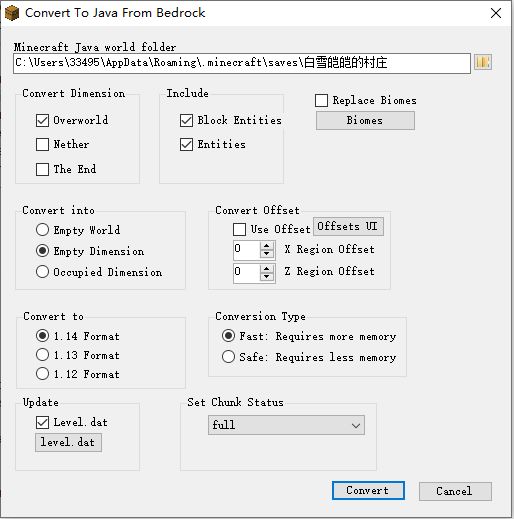 Convert To Java From Bedrock
Minecraft Java world folder
C:\Users\33495\AppData\Roaming\.minecraft\saves\白雪皑皑的村庄
Convert Dimension
Overworld
Nether
The End
Include
Block Entities
Entities
Replace Biomes
Biomes
Convert into
Empty World
Empty Dimension
Occupied Dimension
Convert Offset
Use Offset
Offsets UI
0 X Region Offset
0 Z Region Offset
Convert to
1.14 Format
1.13 Format
1.12 Format
Conversion Type
Fast: Requires more memory
Safe: Requires less memory
Update
Level.dat
level.dat
Set Chunk Status
full
Convert
Cancel